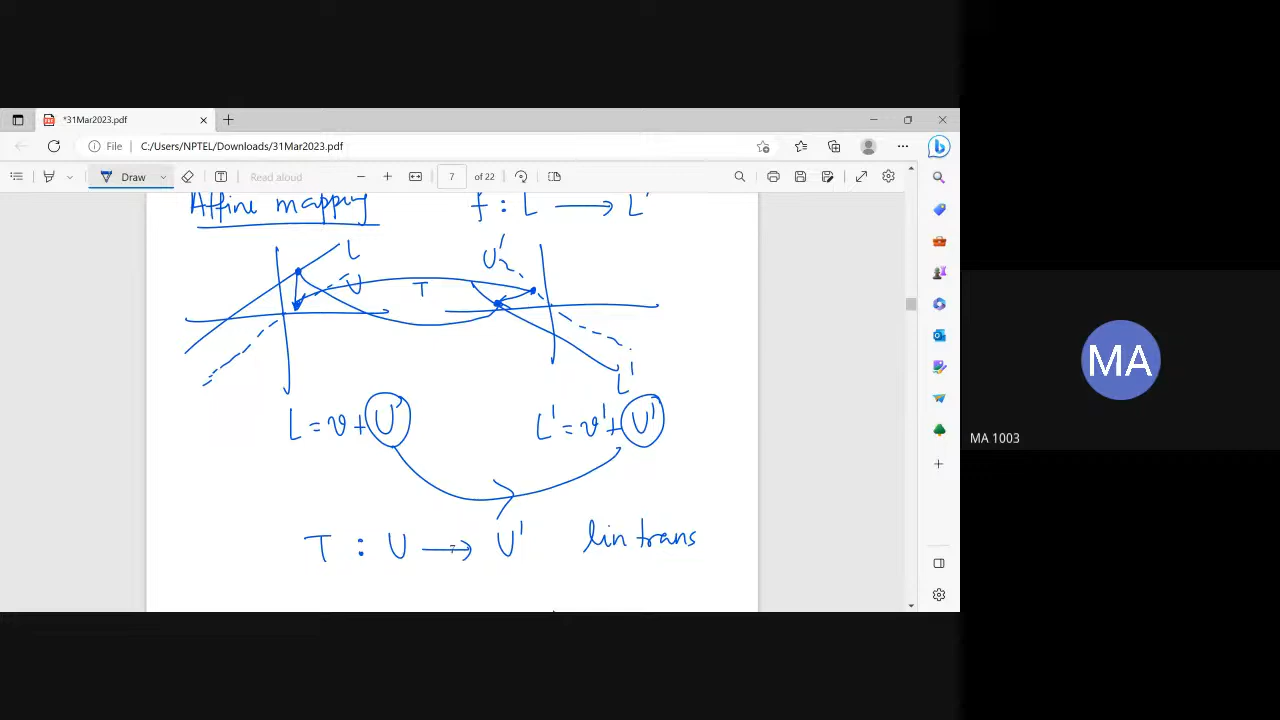 *31Mar2023.pdf
File C:/Users/NPTEL/Downloads/31Mar2023.pdf
Draw Read aloud 7 of 22
Affine mapping f : L → L'
L U'
U T
L'
L = v + U L' = v' + U'
T : U → U' lin trans
MA
MA 1003